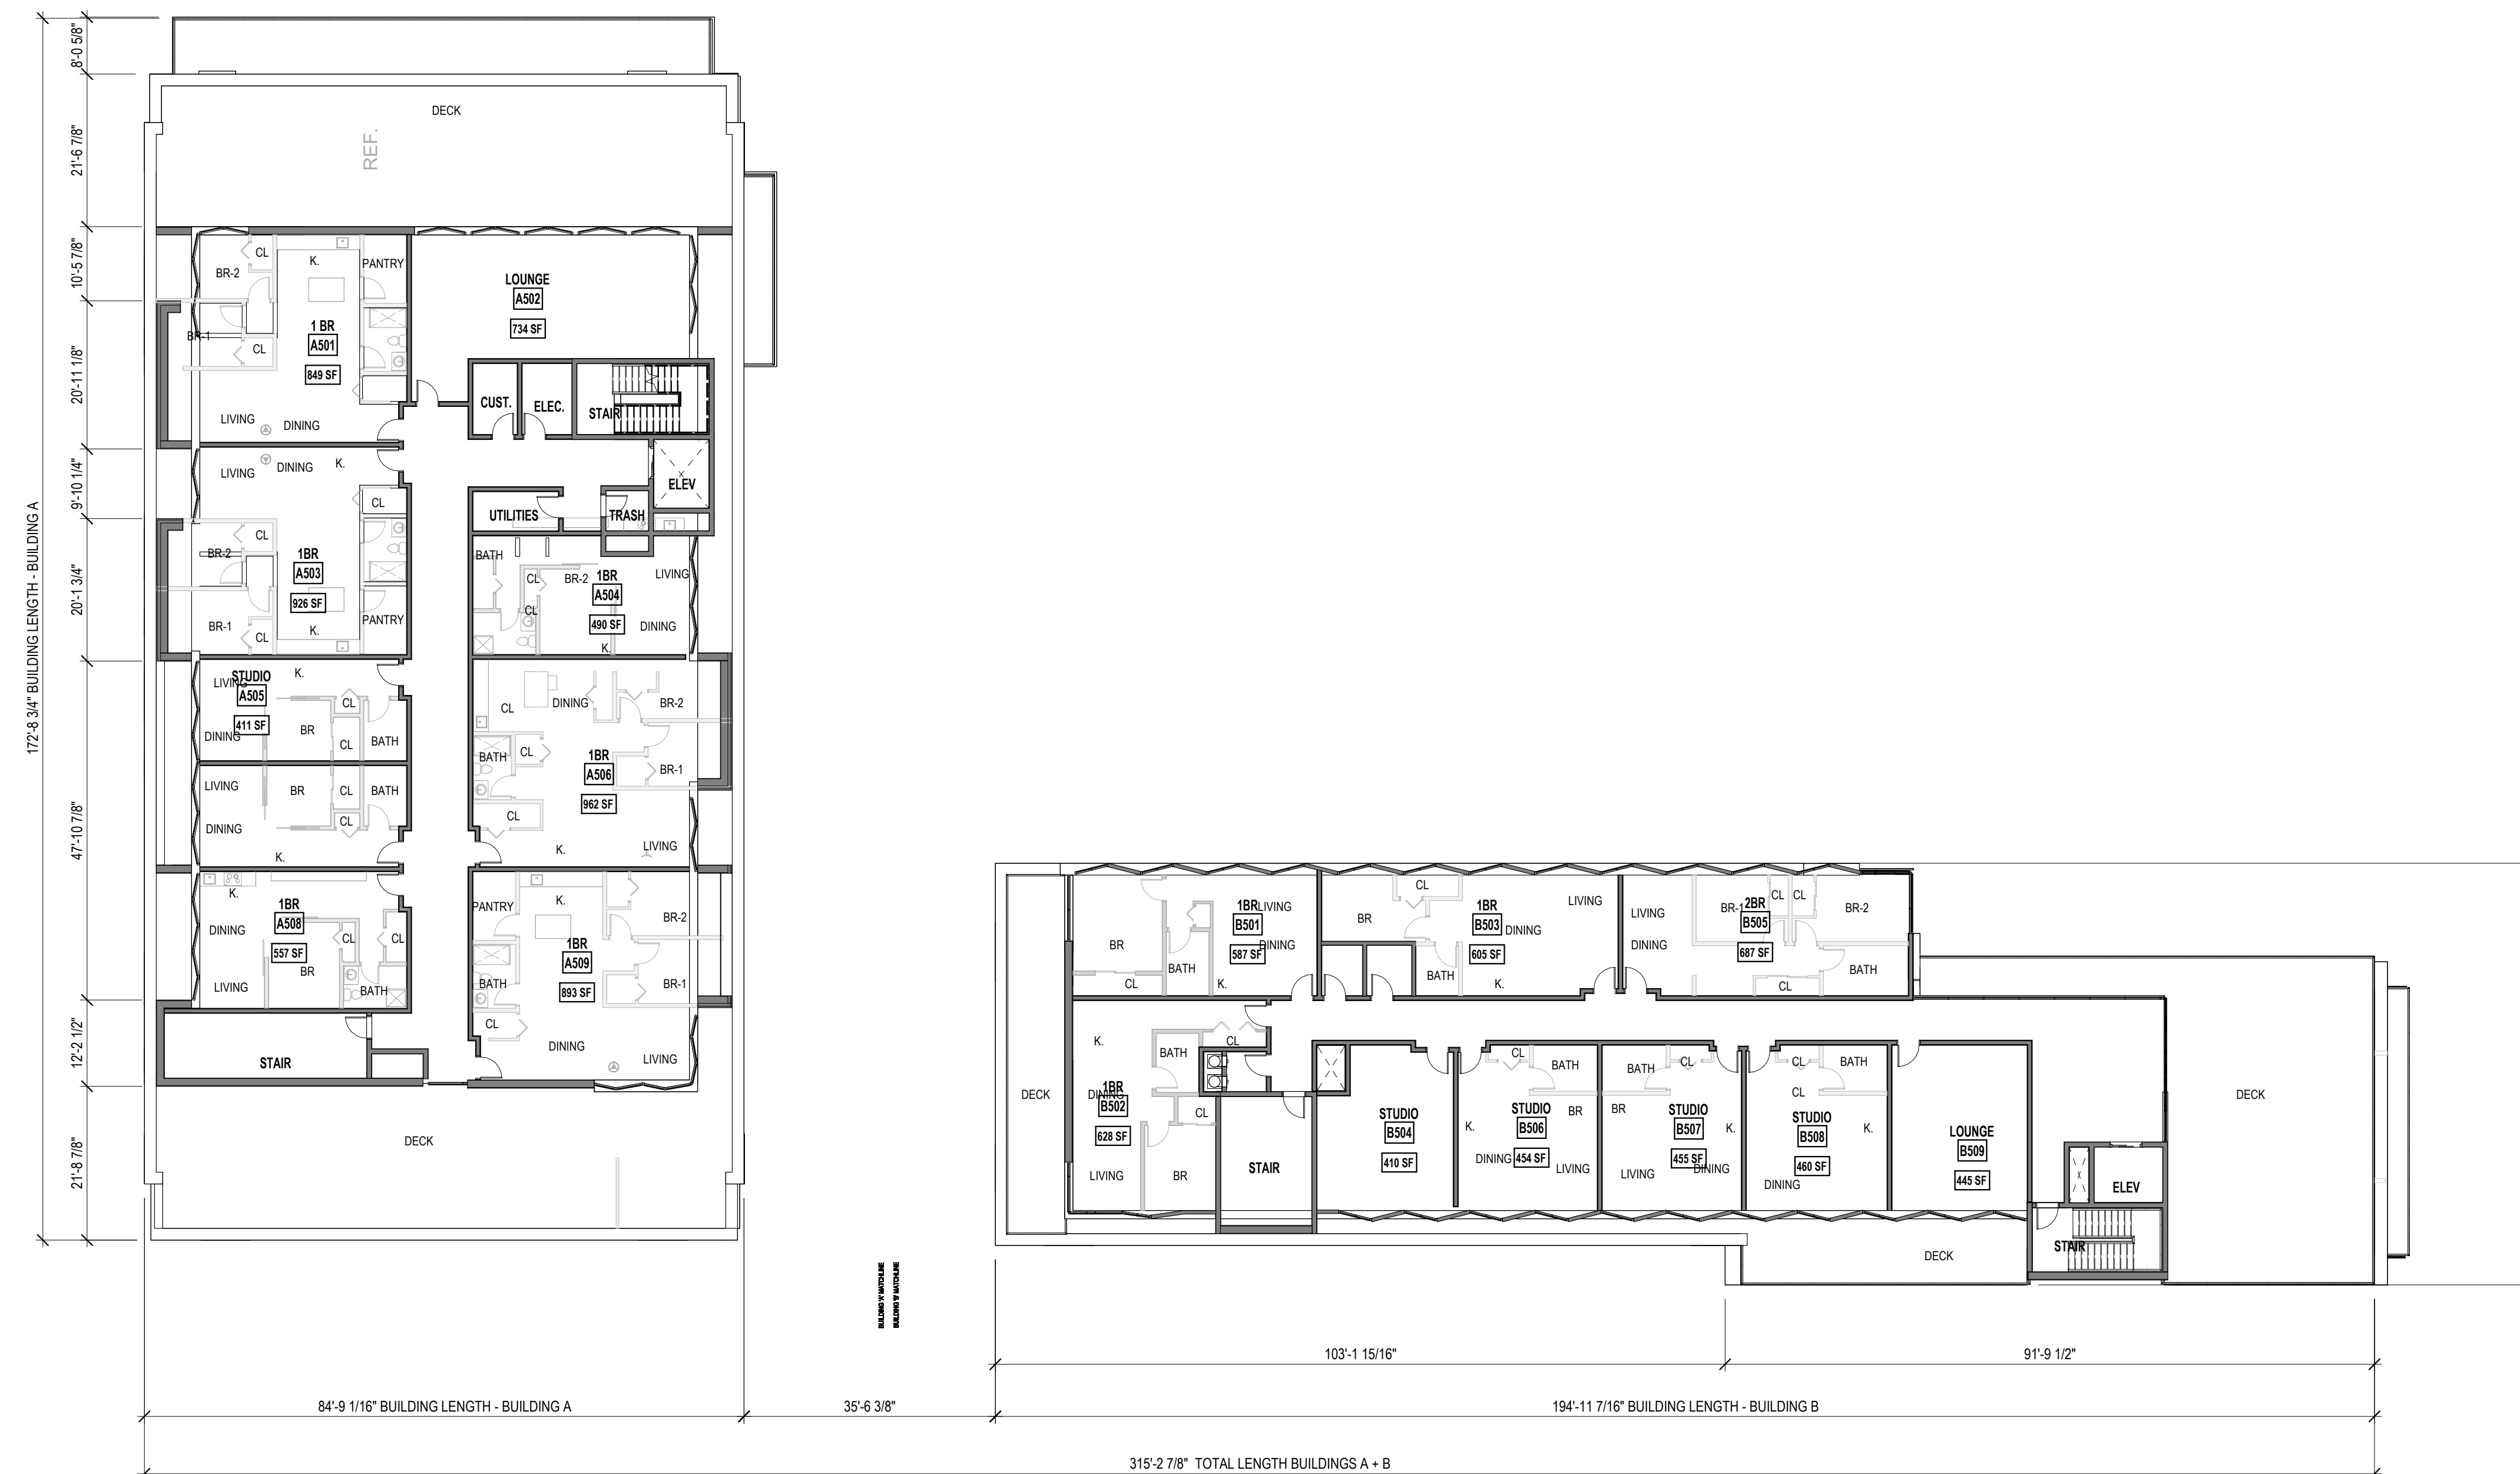 8'-0 5/8"
21'-6 7/8"
10'-5 7/8"
20'-11 1/8"
9'-10 1/4"
20'-1 3/4"
47'-10 7/8"
12'-2 1/2"
21'-8 7/8"
172'-8 3/4" BUILDING LENGTH - BUILDING A
DECK
REF.
BR-2
CL
K.
PANTRY
BR-1
CL
1 BR
A501
849 SF
LIVING
DINING
LOUNGE
A502
734 SF
CUST.
ELEC.
STAIR
ELEV
UTILITIES
TRASH
LIVING
DINING
K.
CL
CL
BR-2
1BR
A503
926 SF
BR-1
CL
K.
PANTRY
BATH
CL
CL
BR-2
1BR
A504
490 SF
LIVING
DINING
K.
STUDIO
LIVING
A505
411 SF
DINING
K.
CL
BR
CL
BATH
LIVING
DINING
BR
CL
CL
BATH
K.
CL
DINING
BR-2
BATH
CL
1BR
A506
962 SF
BR-1
CL
K.
LIVING
K.
1BR
A508
557 SF
DINING
LIVING
BR
CL
CL
BATH
PANTRY
K.
BR-2
1BR
A509
893 SF
BATH
BR-1
CL
DINING
LIVING
STAIR
DECK
BR
BATH
CL
1BR
B501
587 SF
LIVING
DINING
K.
BR
CL
1BR
B503
605 SF
LIVING
DINING
BATH
K.
LIVING
DINING
BR-1
2BR
B505
687 SF
CL
CL
BR-2
BATH
CL
DECK
K.
BATH
CL
1BR
DINING
B502
628 SF
CL
LIVING
BR
STAIR
STUDIO
B504
410 SF
CL
BATH
STUDIO
B506
454 SF
BR
K.
DINING
LIVING
BATH
CL
BR
STUDIO
B507
455 SF
K.
LIVING
DINING
CL
BATH
CL
STUDIO
B508
460 SF
K.
DINING
LOUNGE
B509
445 SF
ELEV
STAIR
DECK
DECK
BUILDING 'A' MATCHLINE
BUILDING 'B' MATCHLINE
103'-1 15/16"
91'-9 1/2"
84'-9 1/16" BUILDING LENGTH - BUILDING A
35'-6 3/8"
194'-11 7/16" BUILDING LENGTH - BUILDING B
315'-2 7/8" TOTAL LENGTH BUILDINGS A + B